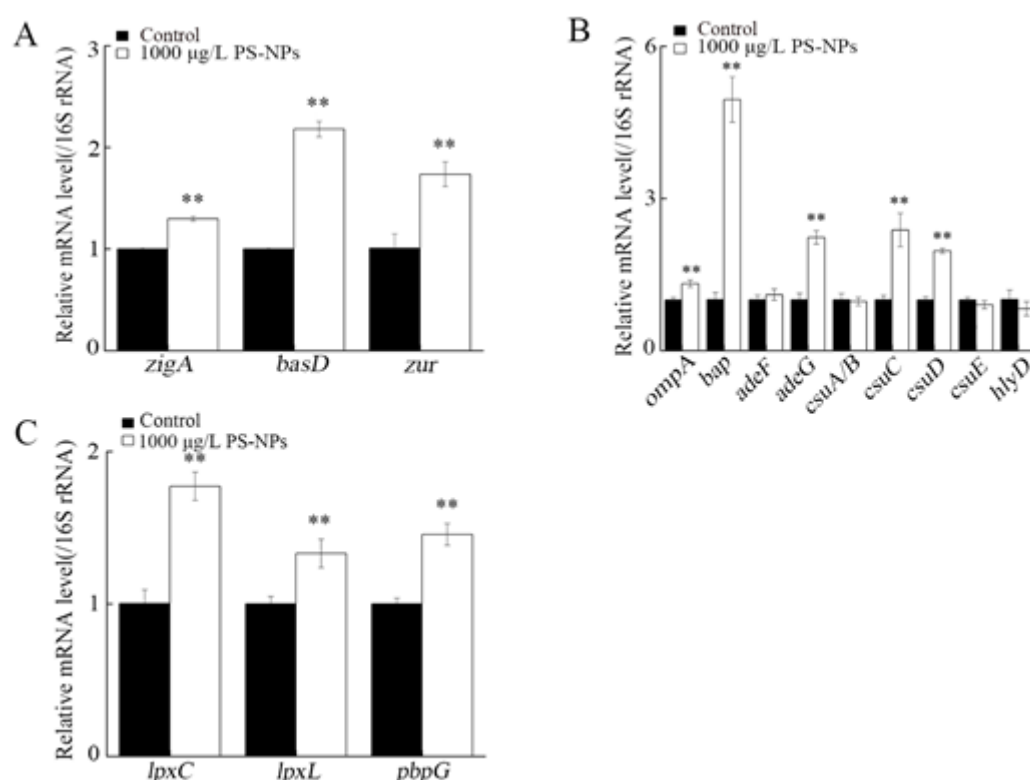 A
Control
1000 µg/L PS-NPs
Relative mRNA level(/16S rRNA)
3
2
1
0
zigA basD zur
B
Control
1000 µg/L PS-NPs
Relative mRNA level(/16S rRNA)
6
3
0
** ** ** ** **
ompA bap adeF adeG csuA/B csuC csuD csuE hlyD
** ** **
C
Control
1000 µg/L PS-NPs
Relative mRNA level(/16S rRNA)
2
1
0
** ** **
lpxC lpxL pbpG